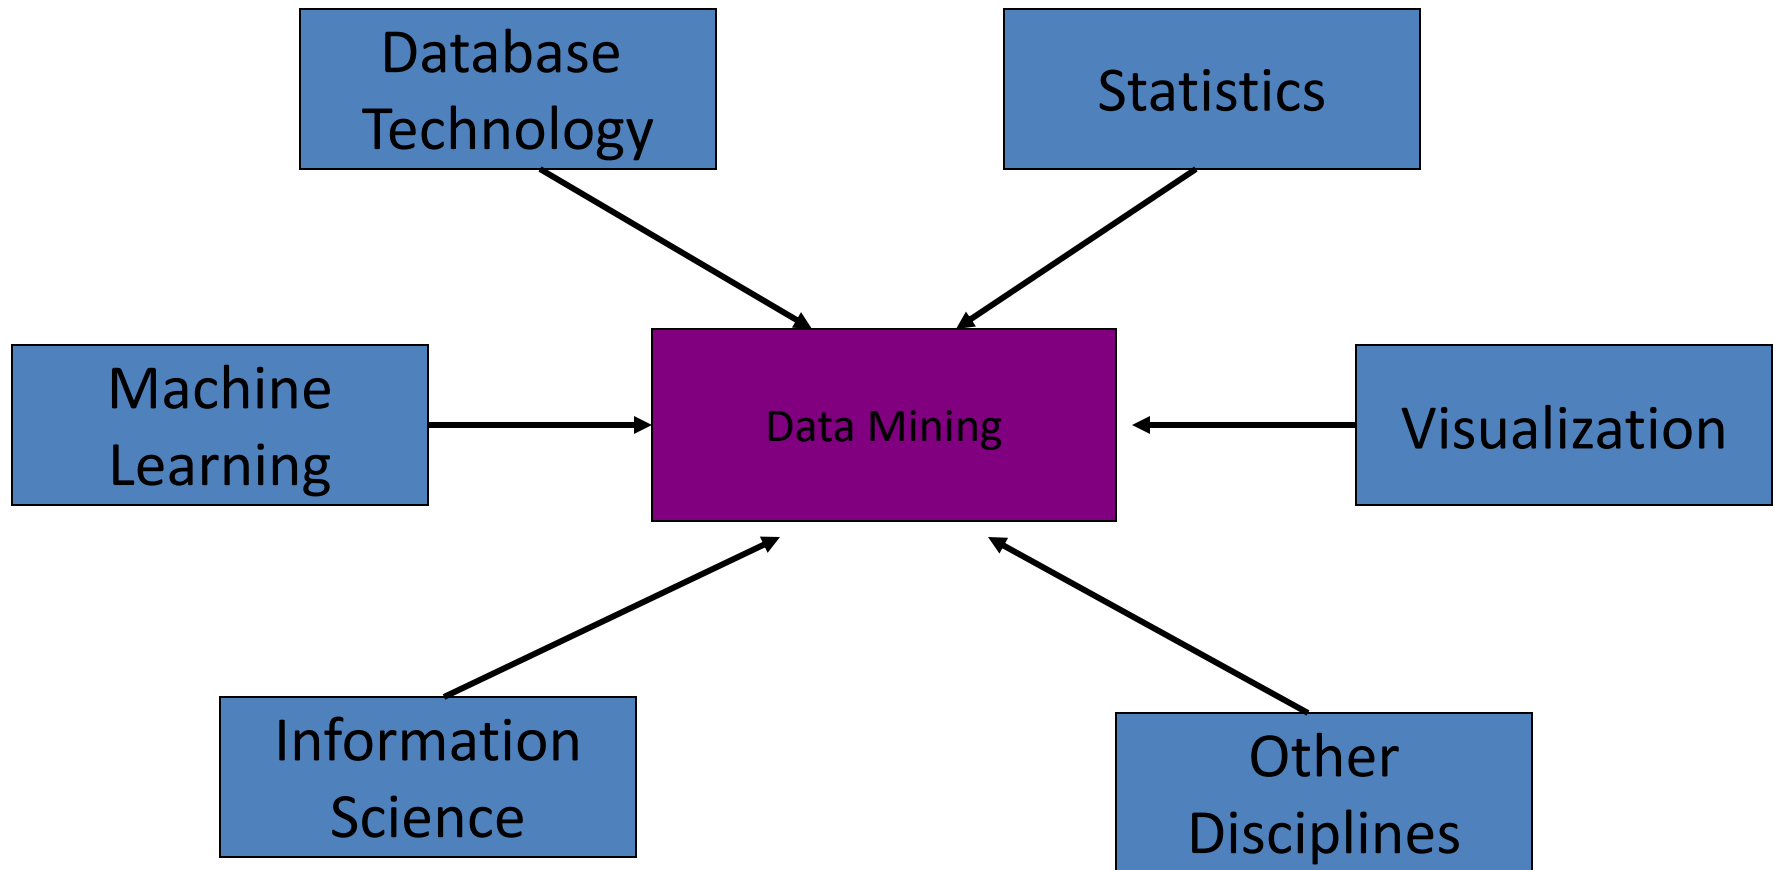 Database
Technology
Statistics
Machine
Learning
Data Mining
Visualization
Information
Science
Other
Disciplines